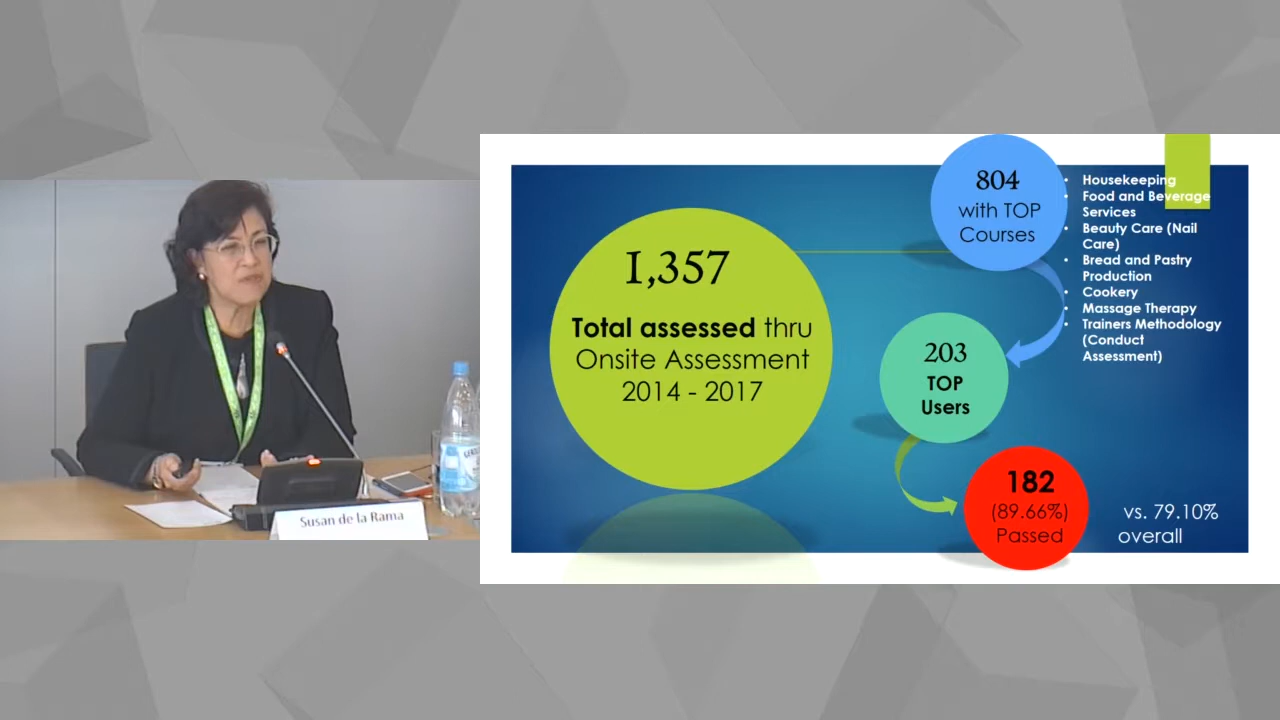 Susan de la Rama
1,357
Total assessed thru
Onsite Assessment
2014 - 2017
804
with TOP
Courses
• Housekeeping
• Food and Beverage
Services
• Beauty Care (Nail
Care)
• Bread and Pastry
Production
• Cookery
• Massage Therapy
• Trainers Methodology
(Conduct
Assessment)
203
TOP
Users
182
(89.66%)
Passed
vs. 79.10%
overall